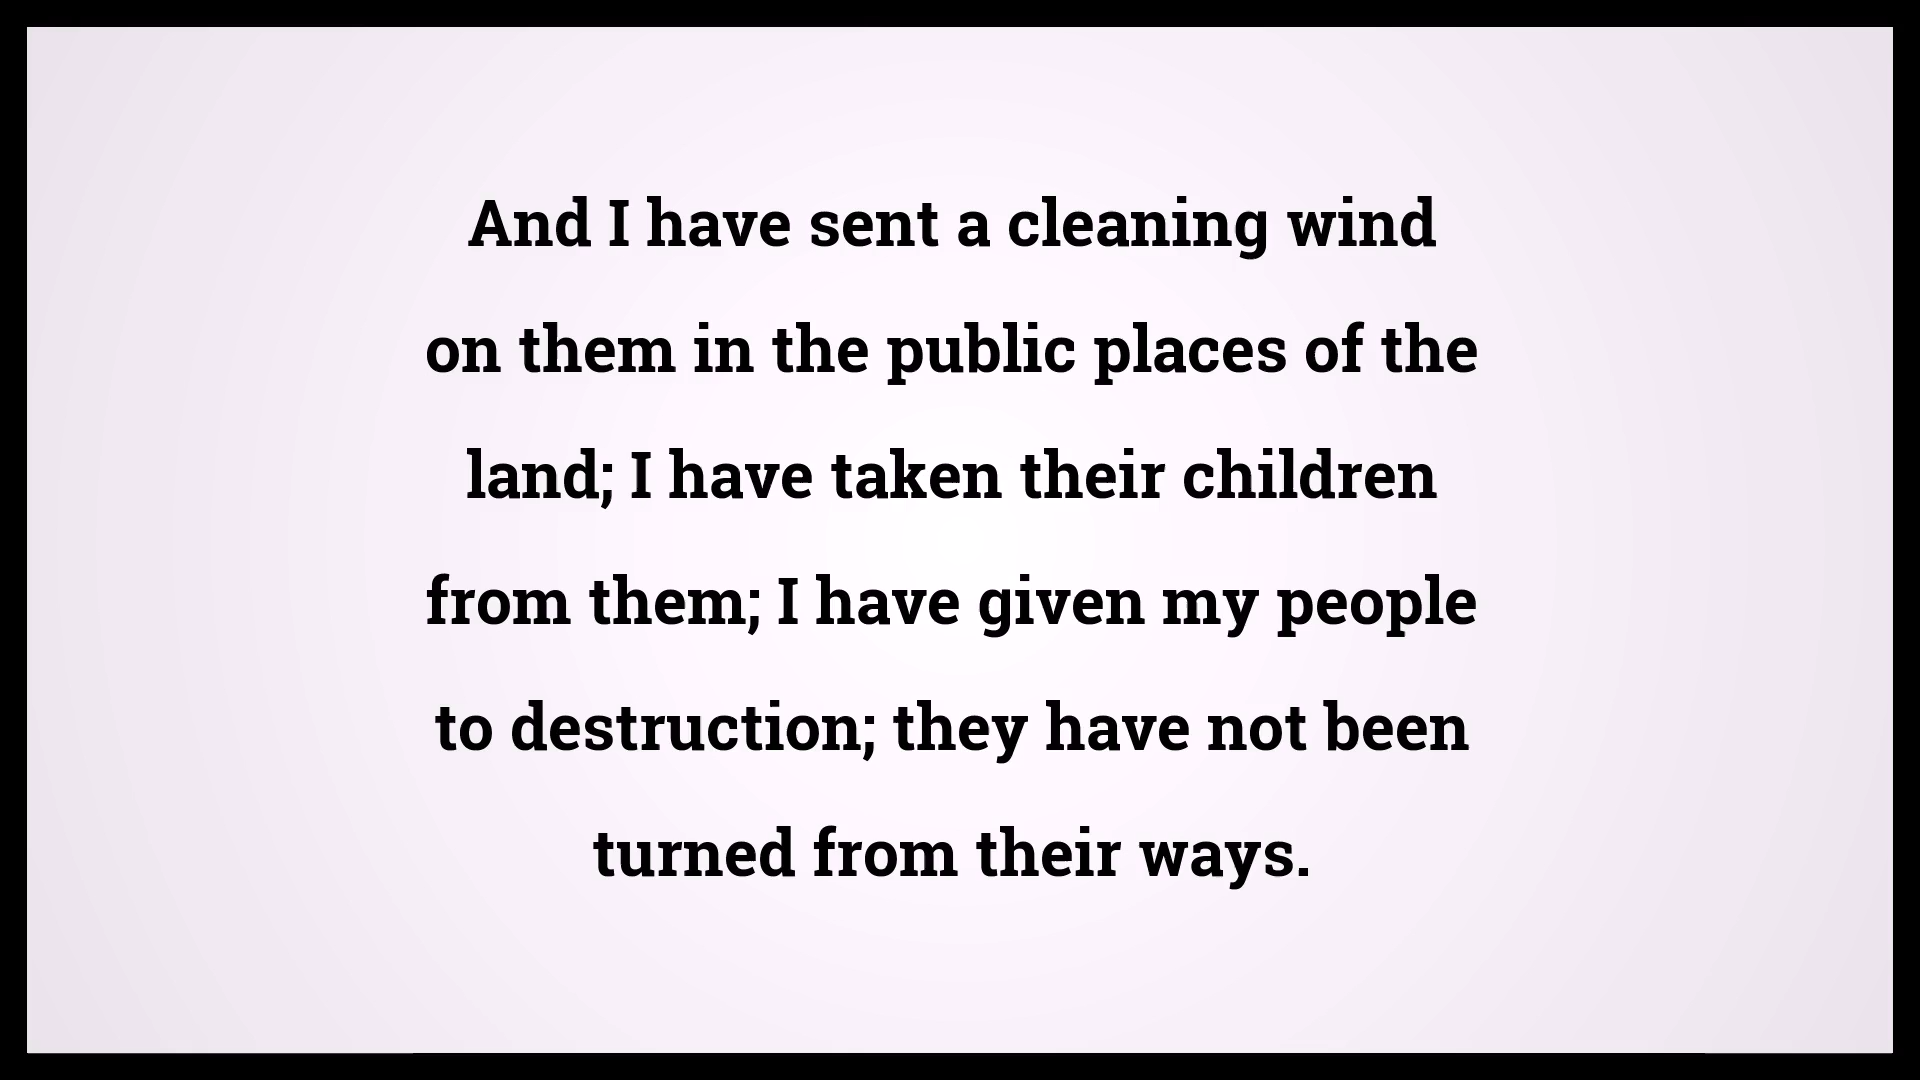 And I have sent a cleaning wind
on them in the public places of the
land; I have taken their children
from them; I have given my people
to destruction; they have not been
turned from their ways.